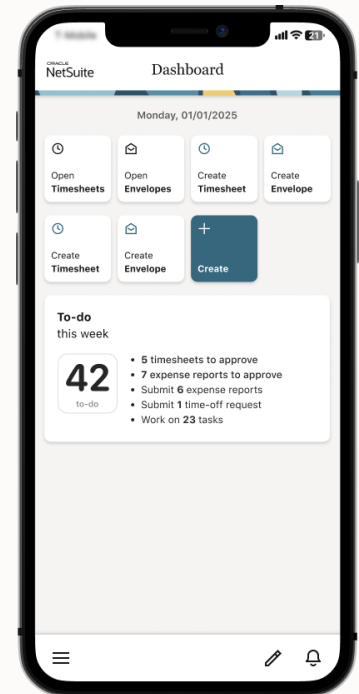 21
ORACLE
NetSuite
Dashboard
Monday, 01/01/2025
Open
Timesheets
Open
Envelopes
Create
Timesheet
Create
Envelope
Create
Timesheet
Create
Envelope
Create
To-do
this week
42
to-do
• 5 timesheets to approve
• 7 expense reports to approve
• Submit 6 expense reports
• Submit 1 time-off request
• Work on 23 tasks